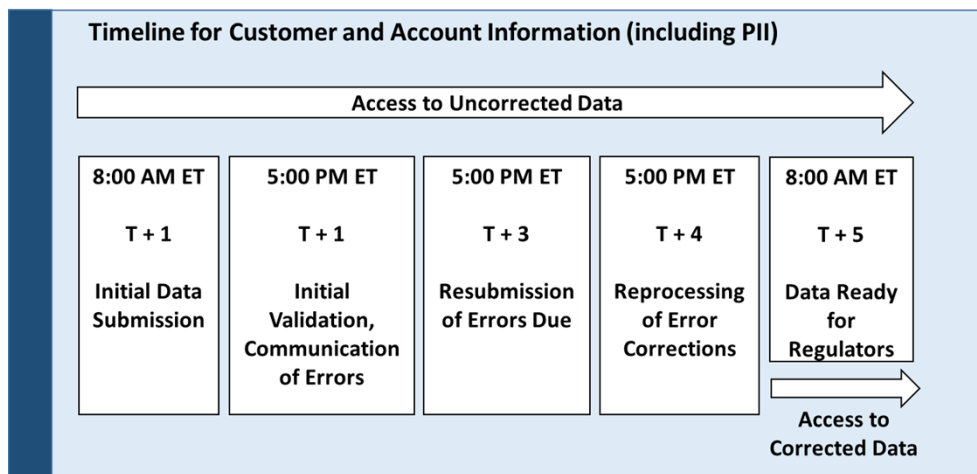 Timeline for Customer and Account Information (including PII)
Access to Uncorrected Data
8:00 AM ET
T + 1
Initial Data
Submission
5:00 PM ET
T + 1
Initial
Validation,
Communication
of Errors
5:00 PM ET
T + 3
Resubmission
of Errors Due
5:00 PM ET
T + 4
Reprocessing
of Error
Corrections
8:00 AM ET
T + 5
Data Ready
for
Regulators
Access to
Corrected Data